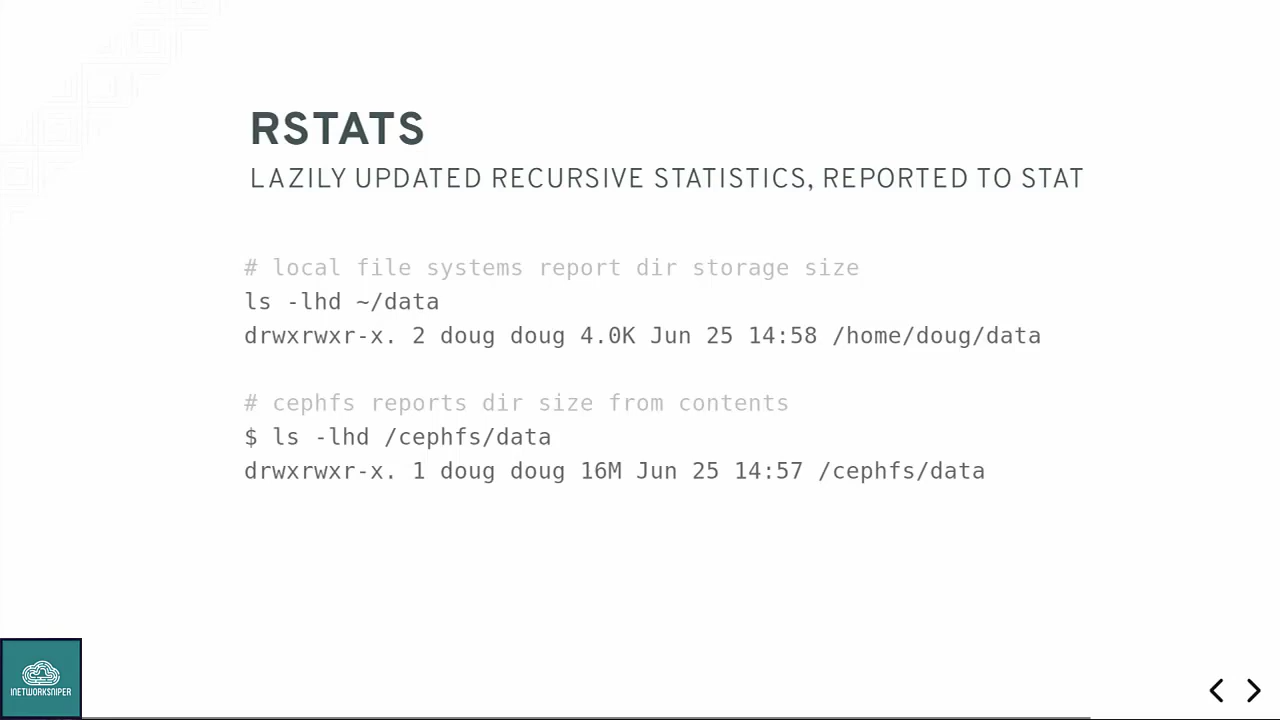 RSTATS
LAZILY UPDATED RECURSIVE STATISTICS, REPORTED TO STAT
# local file systems report dir storage size
ls -lhd ~/data
drwxrwxr-x. 2 doug doug 4.0K Jun 25 14:58 /home/doug/data
# cephfs reports dir size from contents
$ ls -lhd /cephfs/data
drwxrwxr-x. 1 doug doug 16M Jun 25 14:57 /cephfs/data
INETWORKSNIPER